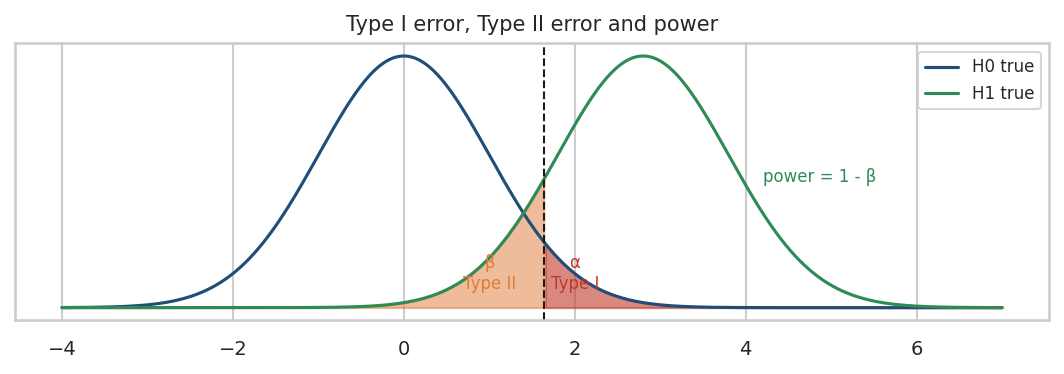 Type I error, Type II error and power
H0 true
H1 true
power = 1 - β
β
Type II
α
Type I
−4
−2
0
2
4
6